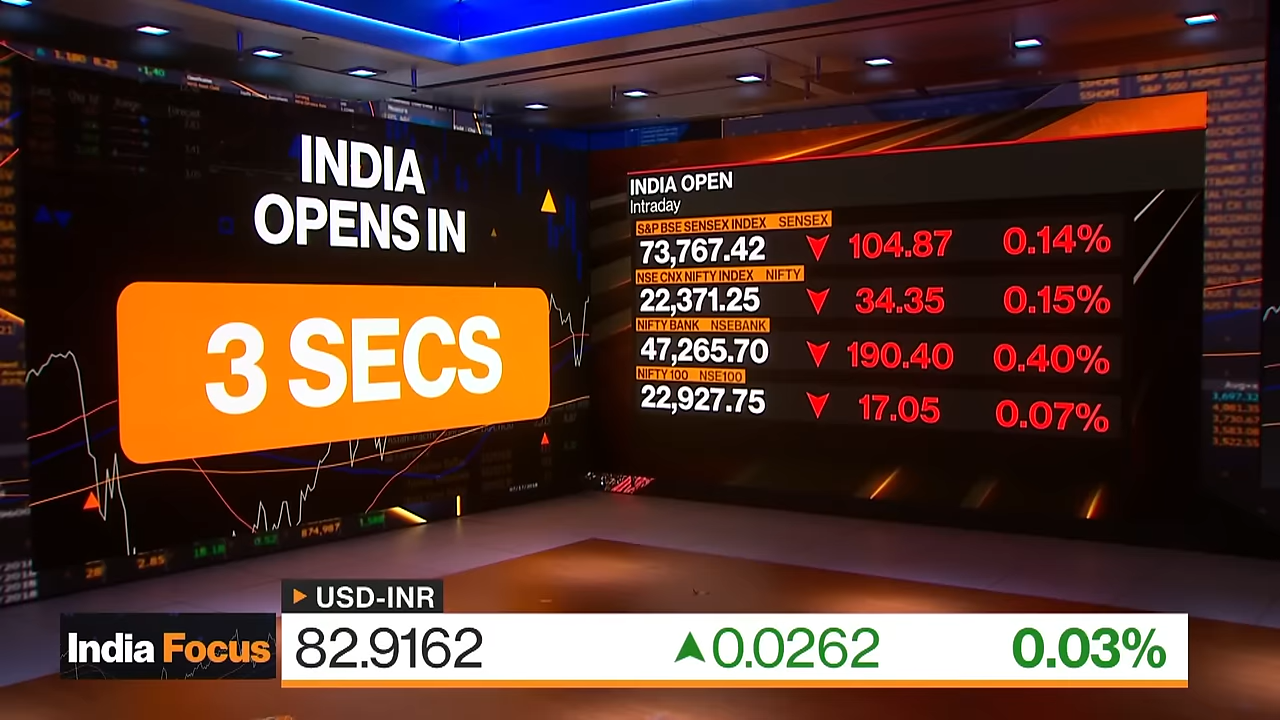 INDIA
OPENS IN
3 SECS
INDIA OPEN
Intraday
S&P BSE SENSEX INDEX SENSEX
73,767.42 ▼ 104.87 0.14%
NSE CNX NIFTY INDEX NIFTY
22,371.25 ▼ 34.35 0.15%
NIFTY BANK NSEBANK
47,265.70 ▼ 190.40 0.40%
NIFTY 100 NSE100
22,927.75 ▼ 17.05 0.07%
USD-INR
India Focus
82.9162 ▲0.0262 0.03%